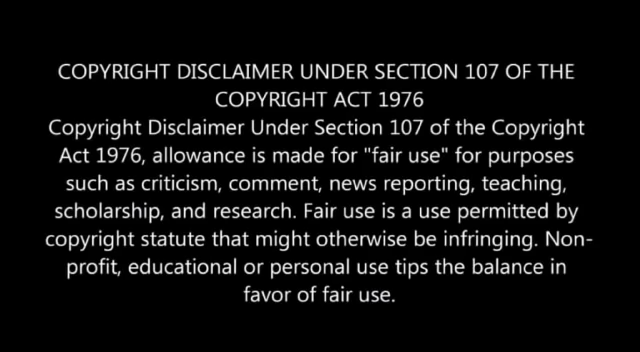 COPYRIGHT DISCLAIMER UNDER SECTION 107 OF THE
COPYRIGHT ACT 1976
Copyright Disclaimer Under Section 107 of the Copyright
Act 1976, allowance is made for "fair use" for purposes
such as criticism, comment, news reporting, teaching,
scholarship, and research. Fair use is a use permitted by
copyright statute that might otherwise be infringing. Non-
profit, educational or personal use tips the balance in
favor of fair use.